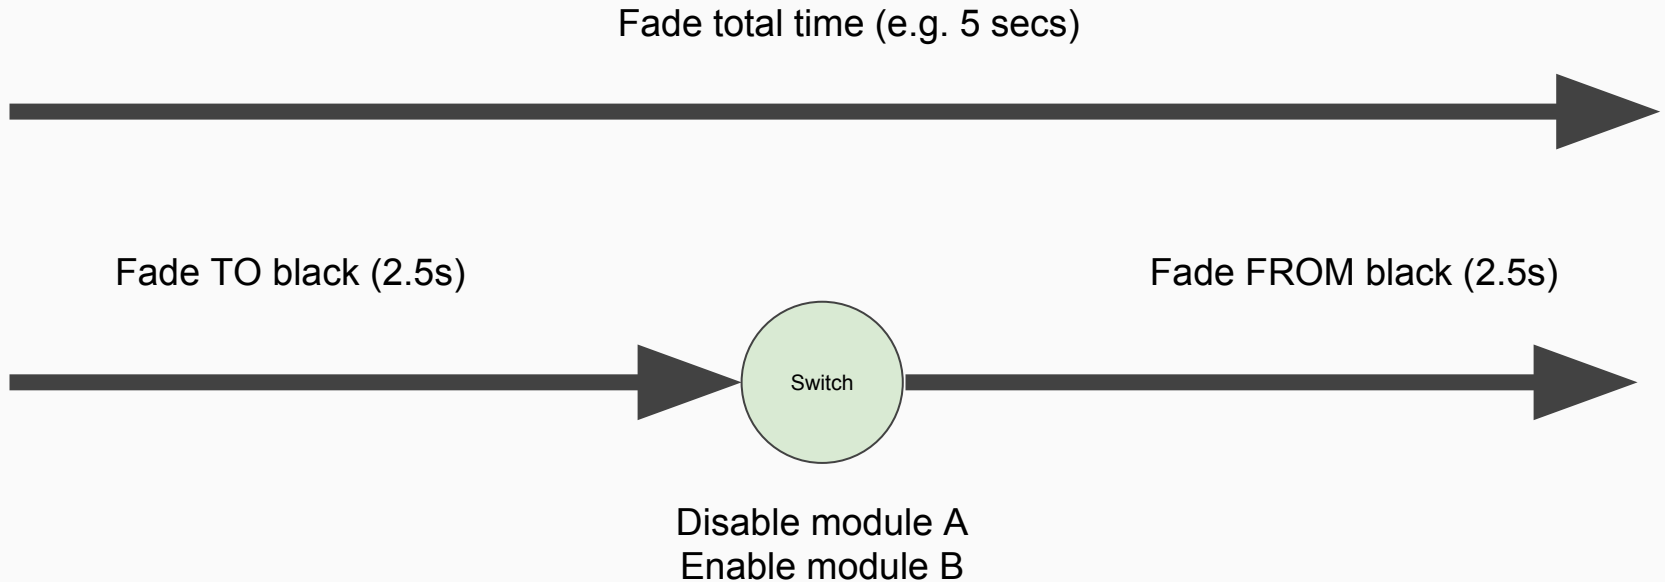 Fade total time (e.g. 5 secs)
Fade TO black (2.5s)
Fade FROM black (2.5s)
Switch
Disable module A
Enable module B